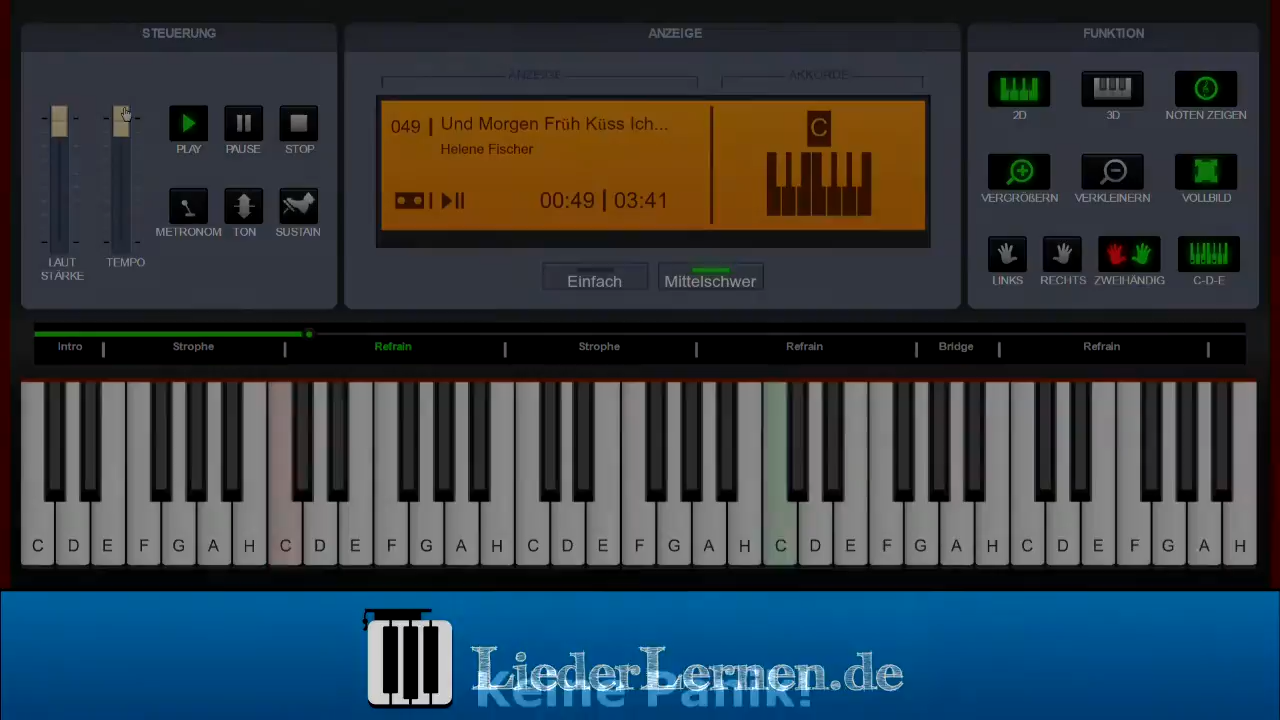 STEUERUNG
LAUT
STÄRKE
TEMPO
PLAY
PAUSE
STOP
METRONOM
TON
SUSTAIN
ANZEIGE
ANZEIGE
AKKORDE
049 | Und Morgen Früh Küss Ich...
Helene Fischer
00:49 | 03:41
C
Einfach
Mittelschwer
FUNKTION
2D
3D
NOTEN ZEIGEN
VERGRÖßERN
VERKLEINERN
VOLLBILD
LINKS
RECHTS
ZWEIHÄNDIG
C-D-E
Intro
Strophe
Refrain
Strophe
Refrain
Bridge
Refrain
C D E F G A H C D E F G A H C D E F G A H C D E F G A H C D E F G A H
LiederLernen.de
Keine Panik!